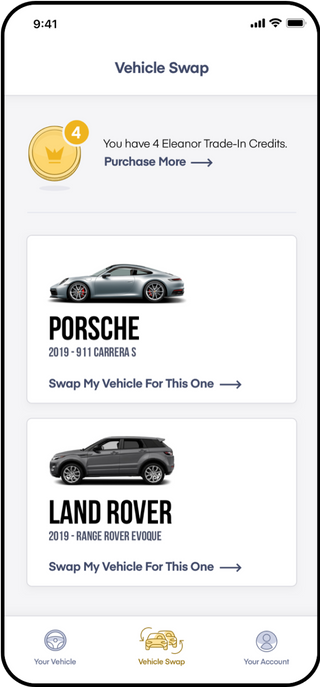 9:41
Vehicle Swap
4
You have 4 Eleanor Trade-In Credits.
Purchase More
PORSCHE
2019 - 911 CARRERA S
Swap My Vehicle For This One
LAND ROVER
2019 - RANGE ROVER EVOQUE
Swap My Vehicle For This One
Your Vehicle
Vehicle Swap
Your Account